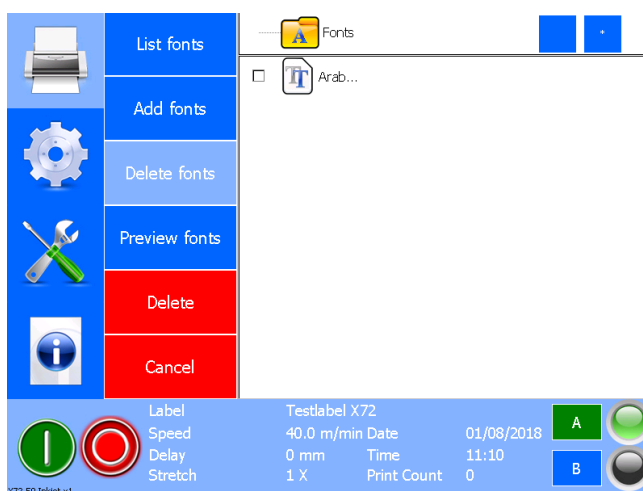 List fonts
Add fonts
Delete fonts
Preview fonts
Delete
Cancel
Fonts
*
Arab...
Label Testlabel X72
Speed 40.0 m/min Date 01/08/2018
Delay 0 mm Time 11:10
Stretch 1 X Print Count 0
A
B